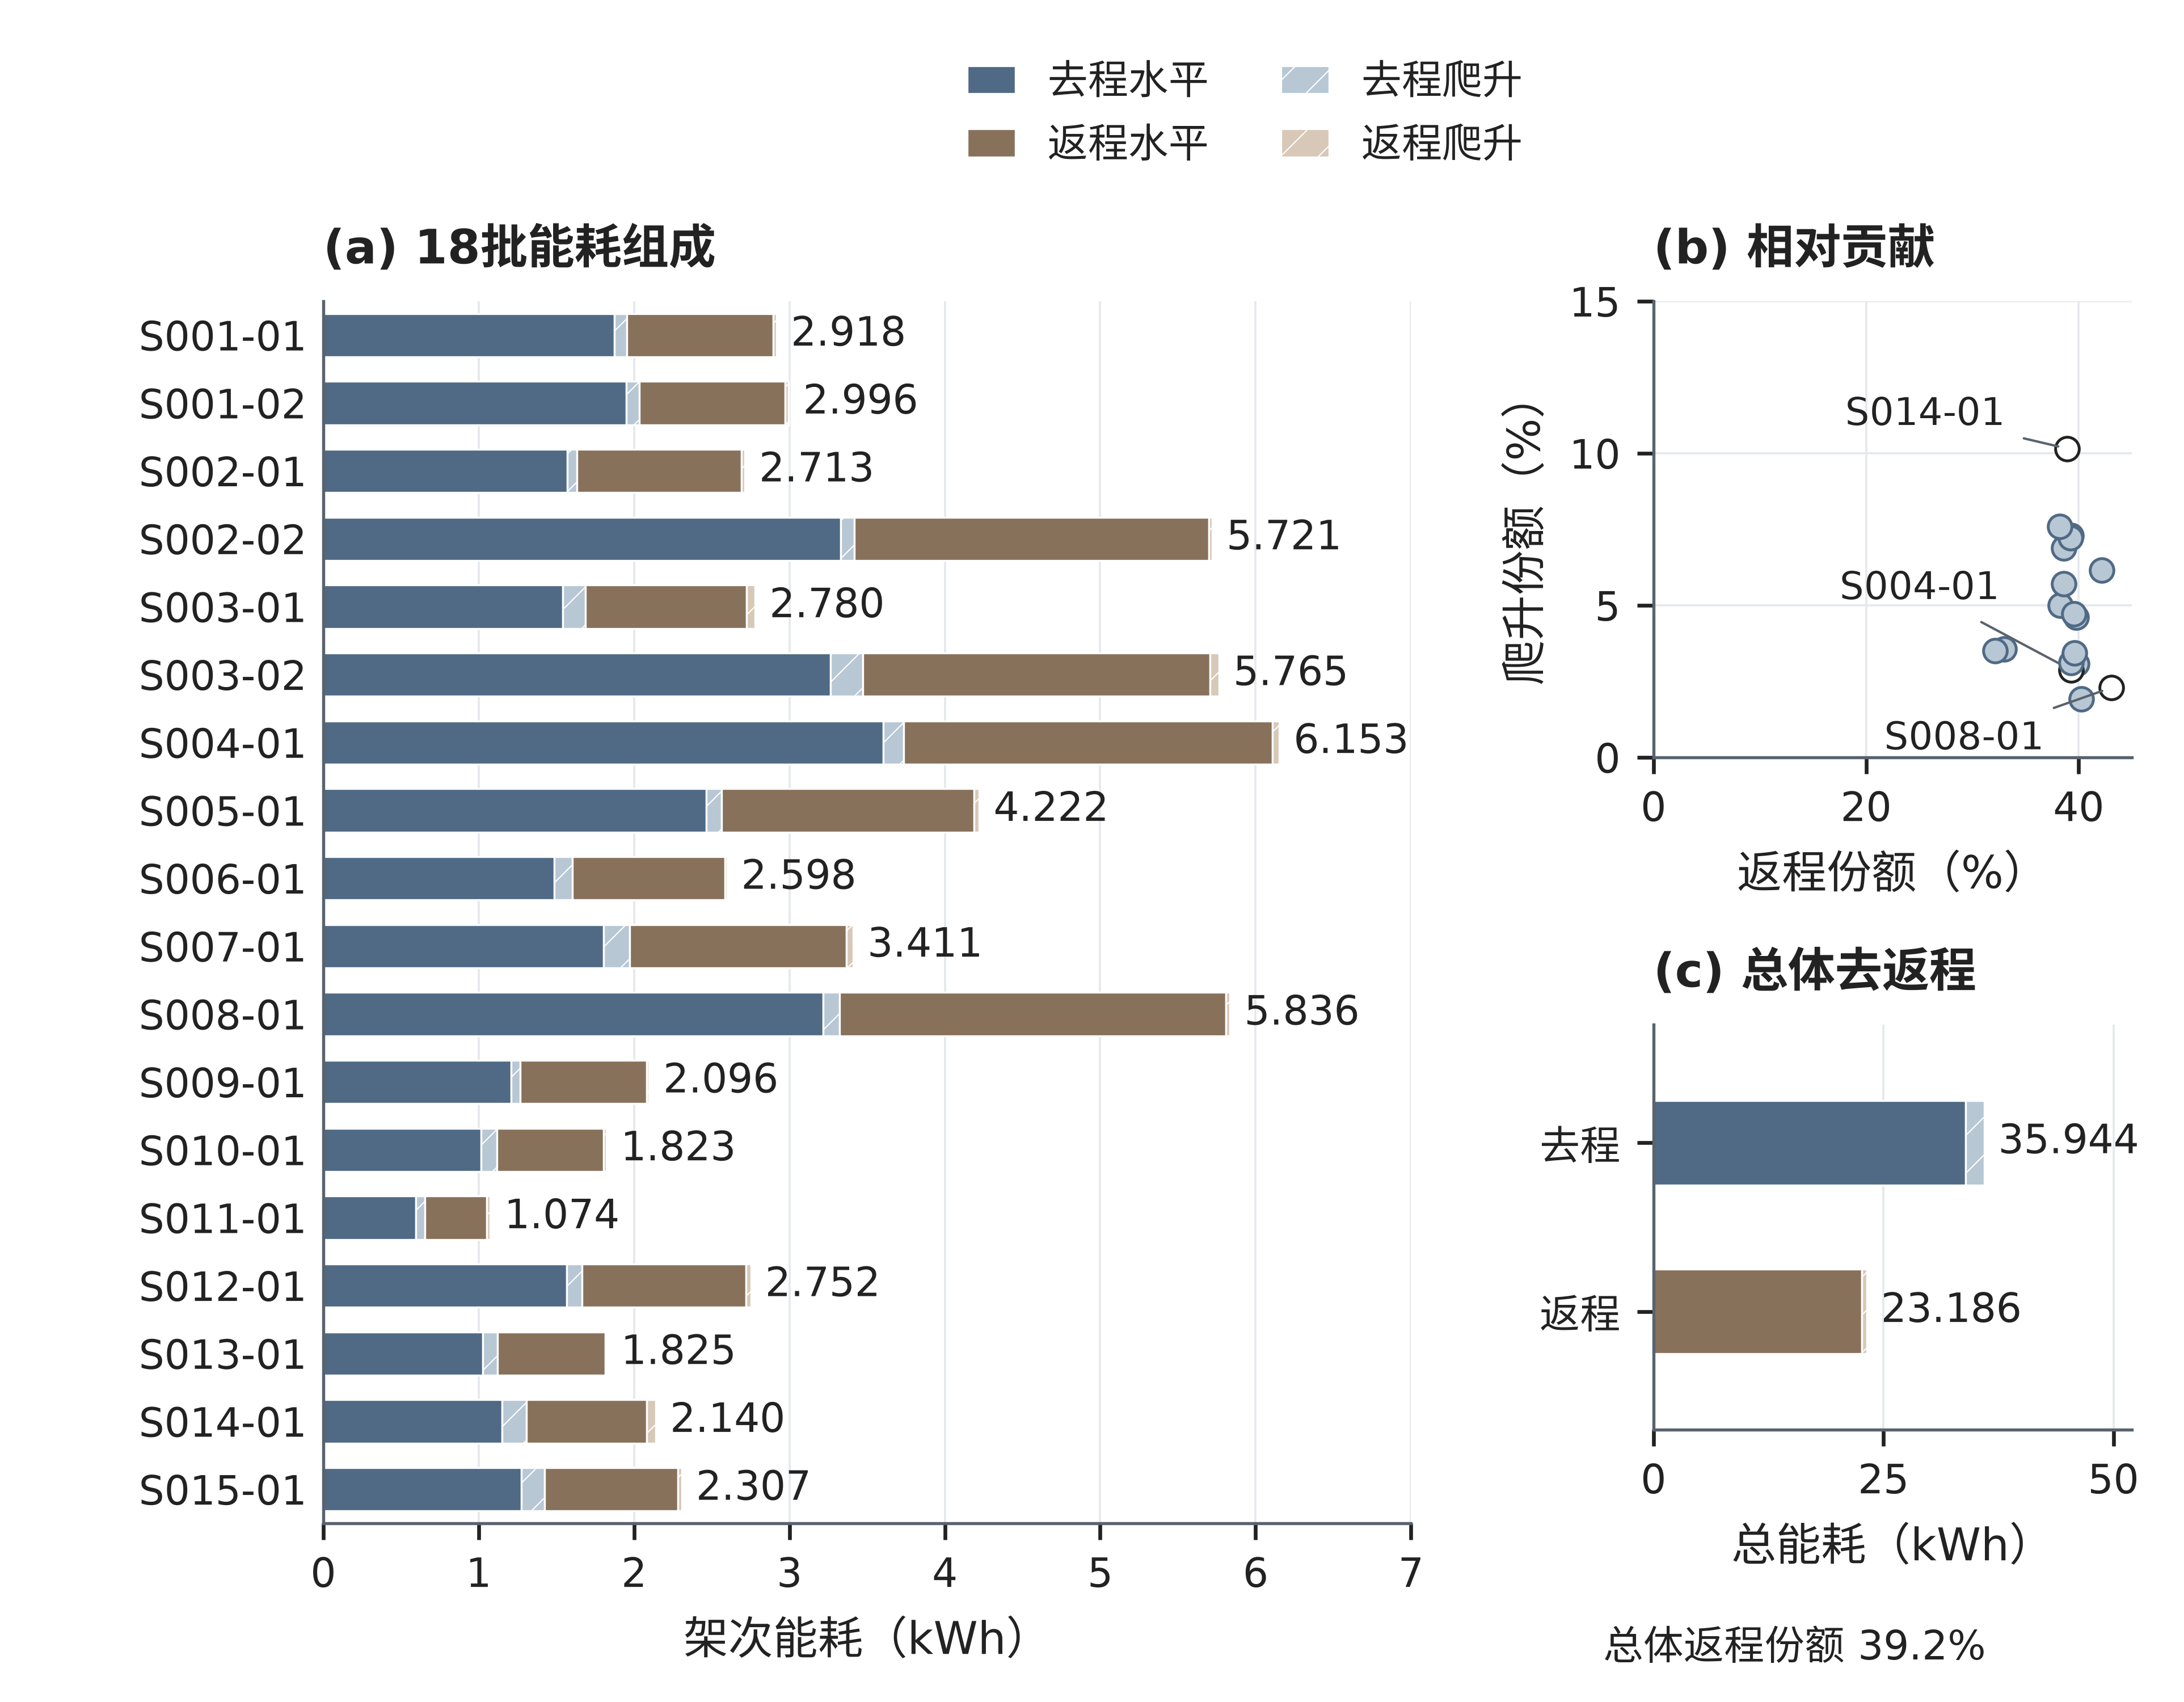 去程水平 去程爬升
返程水平 返程爬升
(a) 18批能耗组成
S001-01 2.918
S001-02 2.996
S002-01 2.713
S002-02 5.721
S003-01 2.780
S003-02 5.765
S004-01 6.153
S005-01 4.222
S006-01 2.598
S007-01 3.411
S008-01 5.836
S009-01 2.096
S010-01 1.823
S011-01 1.074
S012-01 2.752
S013-01 1.825
S014-01 2.140
S015-01 2.307
0 1 2 3 4 5 6 7
架次能耗（kWh）
(b) 相对贡献
爬升份额（%）
15
10
5
0
S014-01
S004-01
S008-01
0 20 40
返程份额（%）
(c) 总体去返程
去程 35.944
返程 23.186
0 25 50
总能耗（kWh）
总体返程份额 39.2%